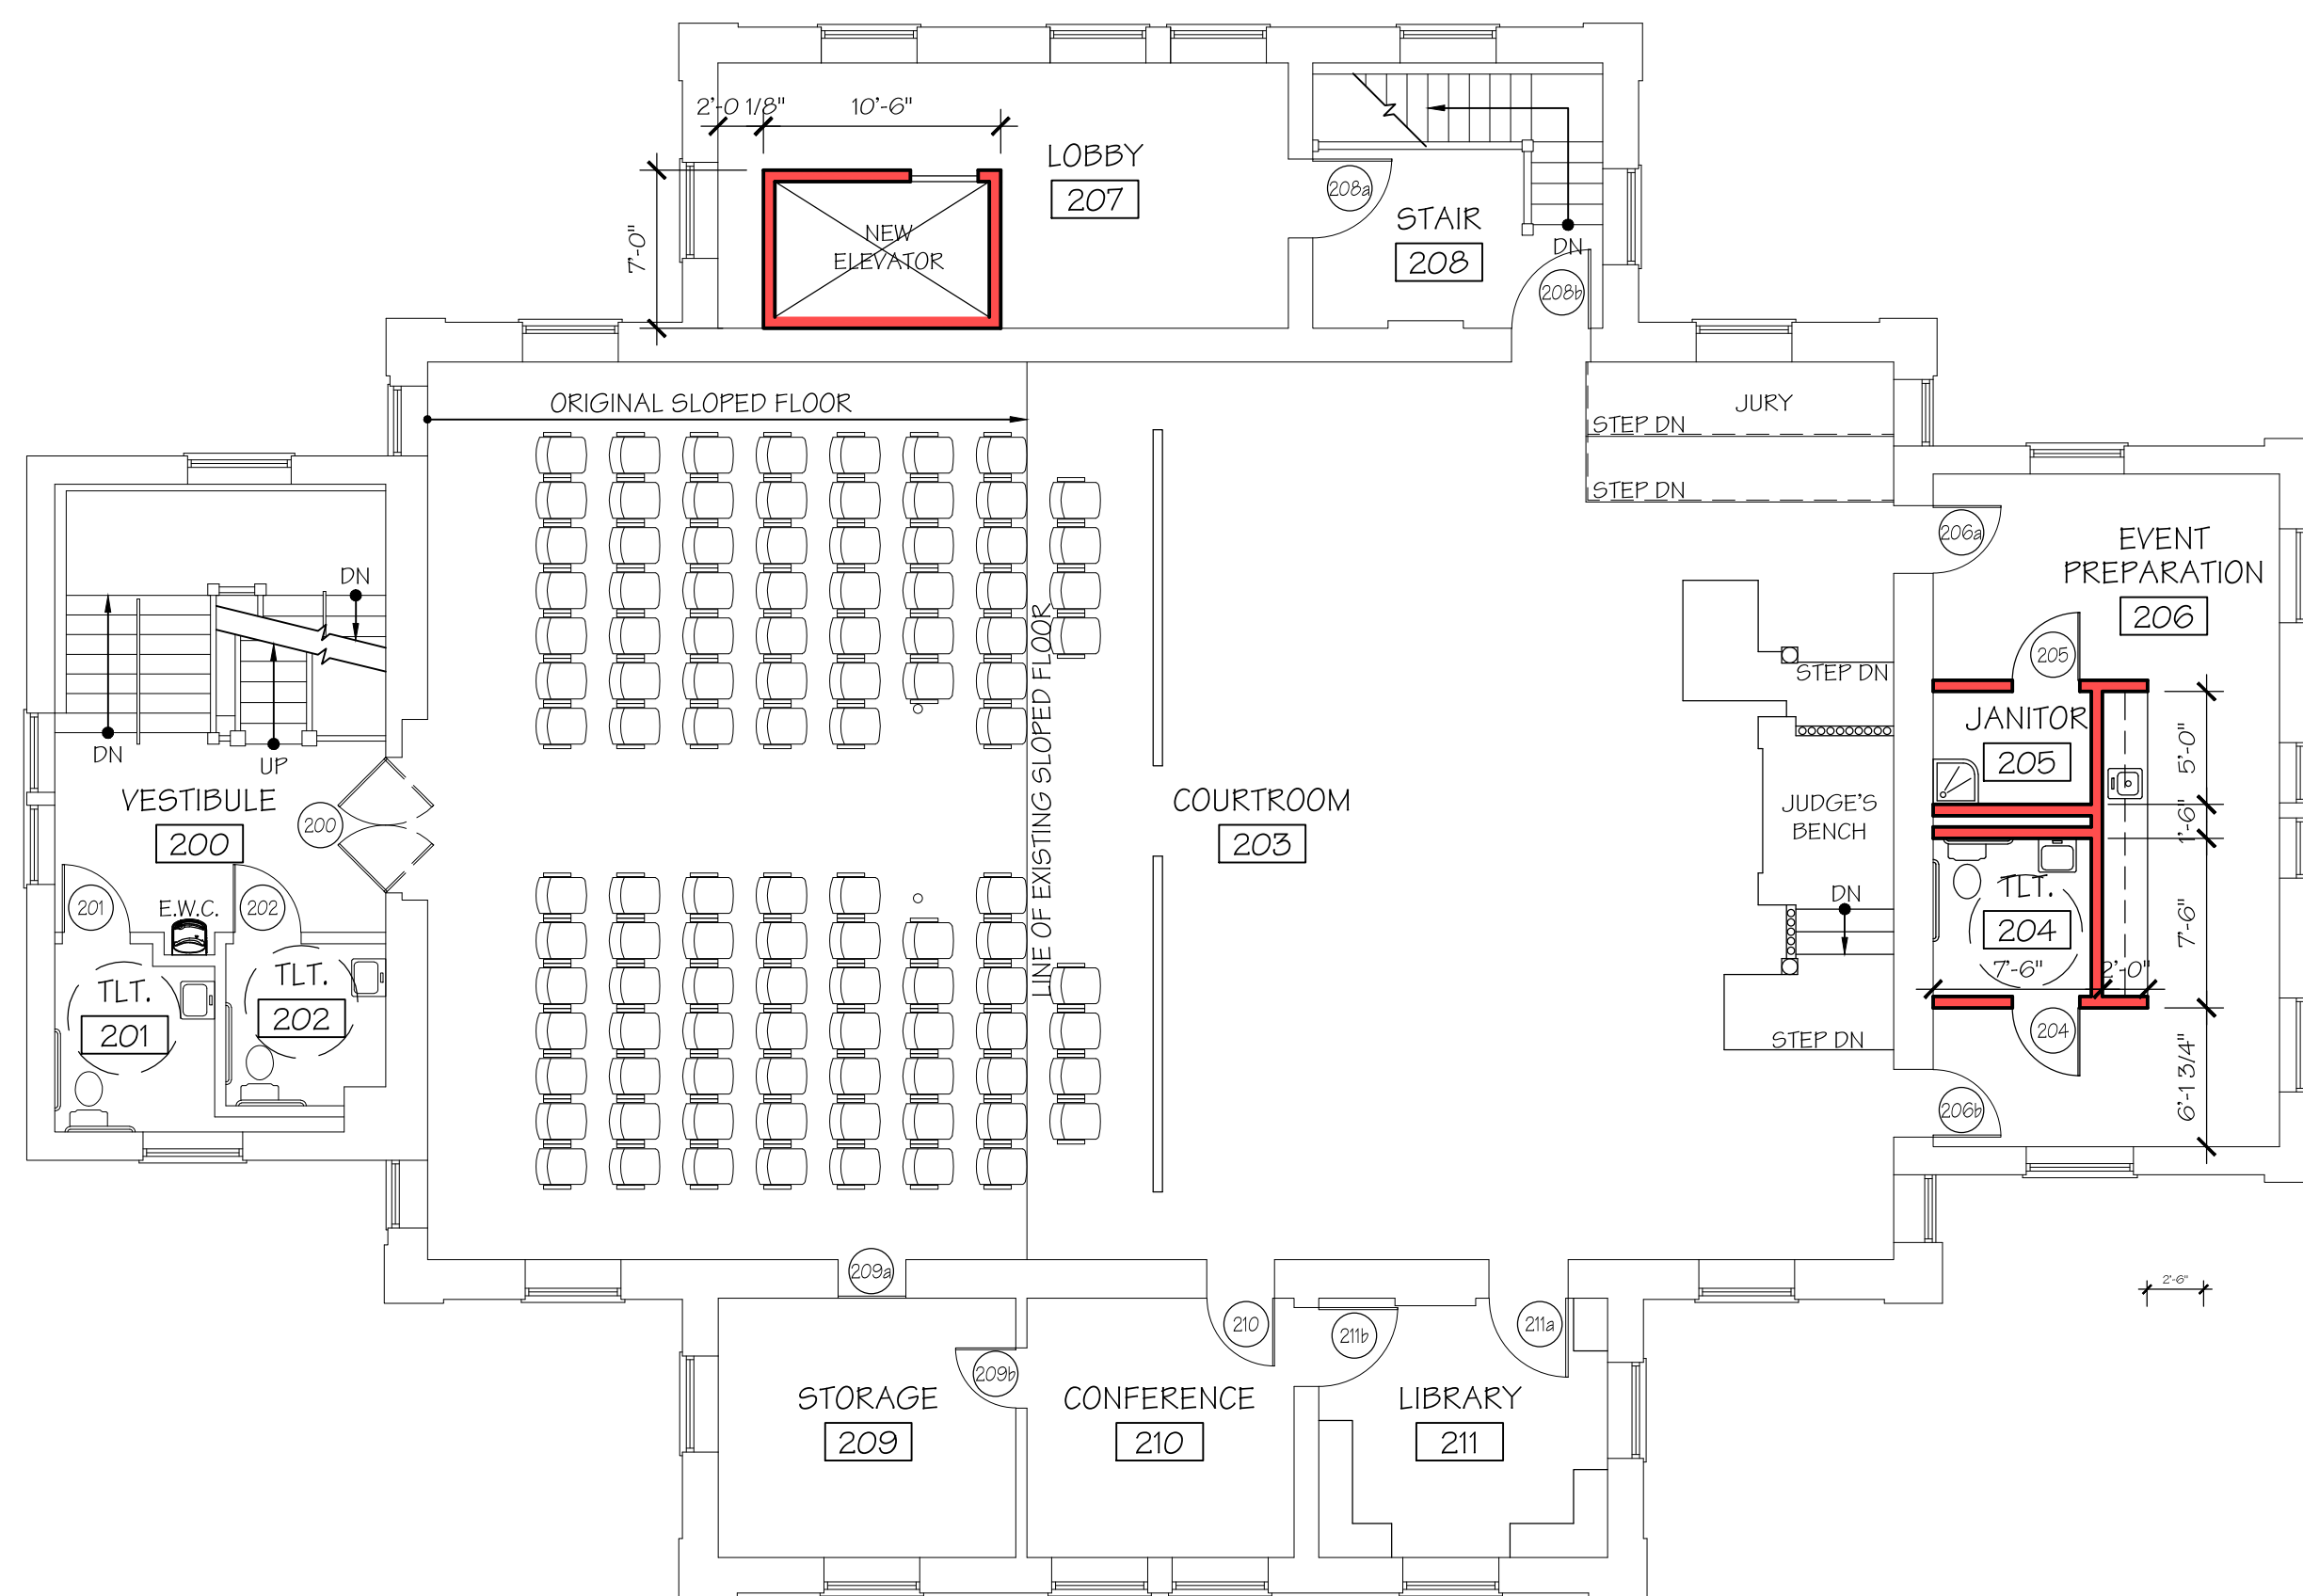 2'-0 1/8"
10'-6"
LOBBY
207
208a
STAIR
208
7'-0"
NEW
ELEVATOR
DN
208b
ORIGINAL SLOPED FLOOR
JURY
STEP DN
STEP DN
206a
EVENT
PREPARATION
206
DN
LINE OF EXISTING SLOPED FLOOR
205
STEP DN
JANITOR
205
5'-0"
DN
UP
VESTIBULE
200
200
COURTROOM
203
JUDGE'S
BENCH
1'-6"
201
E.W.C.
202
DN
TLT.
204
7'-6"
7'-6"
2'-0"
TLT.
201
TLT.
202
STEP DN
204
6'-1 3/4"
206b
209a
2'-6"
210
211b
211a
209b
STORAGE
209
CONFERENCE
210
LIBRARY
211